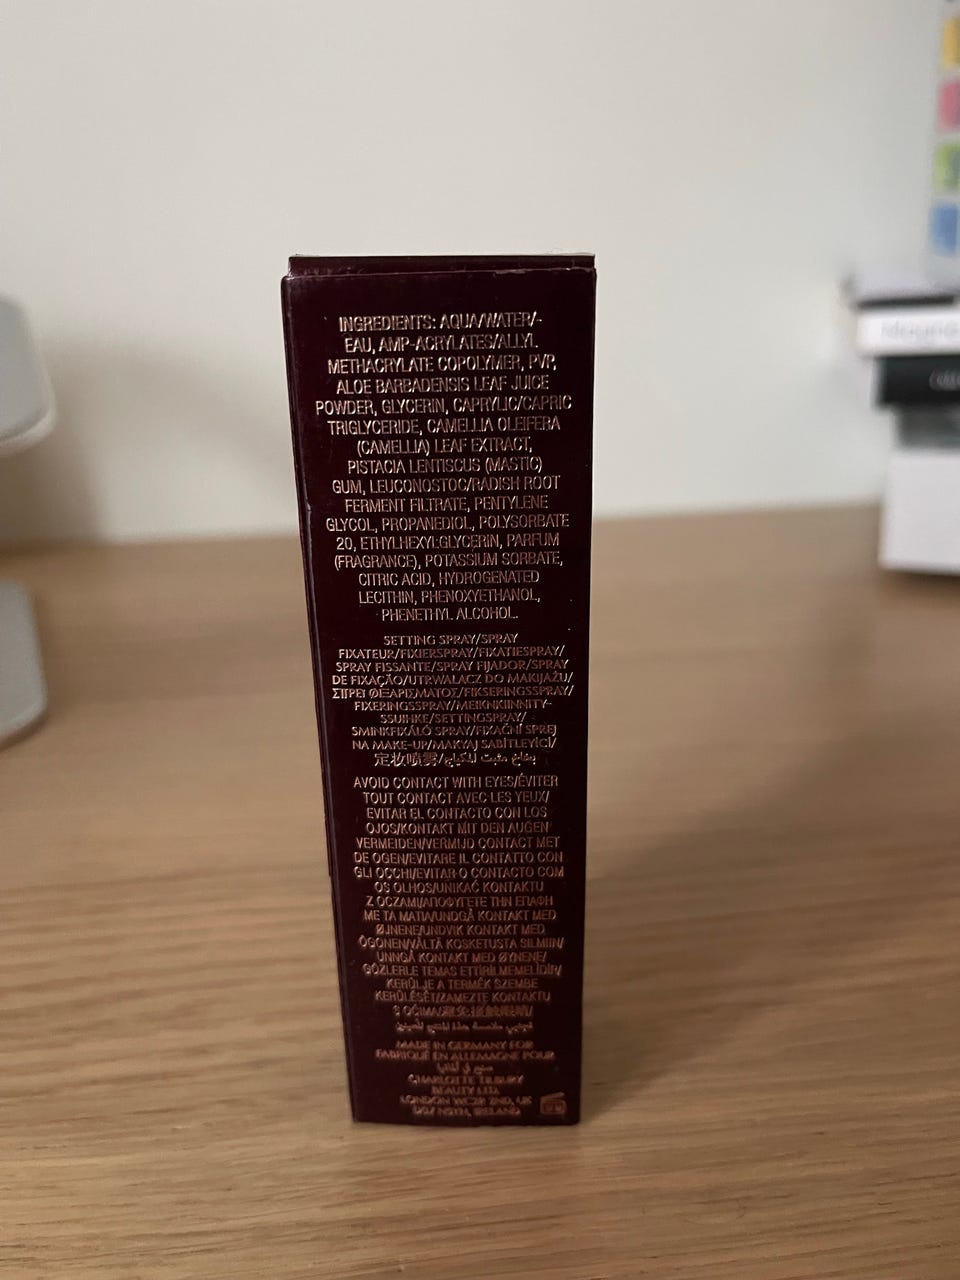 INGREDIENTS: AQUA/WATER/-
EAU, AMP-ACRYLATES/ALLYL
METHACRYLATE COPOLYMER, PVP,
ALOE BARBADENSIS LEAF JUICE
POWDER, GLYCERIN, CAPRYLIC/CAPRIC
TRIGLYCERIDE, CAMELLIA OLEIFERA
(CAMELLIA) LEAF EXTRACT,
PISTACIA LENTISCUS (MASTIC)
GUM, LEUCONOSTOC/RADISH ROOT
FERMENT FILTRATE, PENTYLENE
GLYCOL, PROPANEDIOL, POLYSORBATE
20, ETHYLHEXYLGLYCERIN, PARFUM
(FRAGRANCE), POTASSIUM SORBATE,
CITRIC ACID, HYDROGENATED
LECITHIN, PHENOXYETHANOL,
PHENETHYL ALCOHOL.
SETTING SPRAY/SPRAY
FIXATEUR/FIXIERSPRAY/FIXATIESPRAY/
SPRAY FISSANTE/SPRAY FIJADOR/SPRAY
DE FIXAÇÃO/UTRWALACZ DO MAKIJAŻU/
ΣΠΡΕΪ ΦΙΞΑΡΙΣΜΑΤΟΣ/FIKSERINGSSPRAY/
FIXERINGSSPRAY/MEIKNKIINNITY-
SSUIHKE/SETTINGSPRAY/
SMINKFIXÁLÓ SPRAY/FIXAČNÍ SPREJ
NA MAKE-UP/MAKYAJ SABİTLEYİCİ/
定妆喷雾/بخاخ مثبت للمكياج
AVOID CONTACT WITH EYES/ÉVITER
TOUT CONTACT AVEC LES YEUX/
EVITAR EL CONTACTO CON LOS
OJOS/KONTAKT MIT DEN AUGEN
VERMEIDEN/VERMIJD CONTACT MET
DE OGEN/EVITARE IL CONTATTO CON
GLI OCCHI/EVITAR O CONTACTO COM
OS OLHOS/UNIKAĆ KONTAKTU
Z OCZAMI/ΑΠΟΦΥΓΕΤΕ ΤΗΝ ΕΠΑΦΗ
ΜΕ ΤΑ ΜΑΤΙΑ/UNDGÅ KONTAKT MED
ØJNENE/UNDVIK KONTAKT MED
ÖGONEN/VÄLTÄ KOSKETUSTA SILMIIN/
UNNGÅ KONTAKT MED ØYNENE/
GÖZLERLE TEMAS ETTİRİLMEMELİDİR/
KERÜLJE A TERMÉK SZEMBE
KERÜLÉSÉT/ZAMEZTE KONTAKTU
S OČIMA/
MADE IN GERMANY FOR
FABRIQUÉ EN ALLEMAGNE POUR
صنع في ألمانيا
CHARLOTTE TILBURY
BEAUTY LTD.
LONDON WC2R 2ND, UK
IRELAND